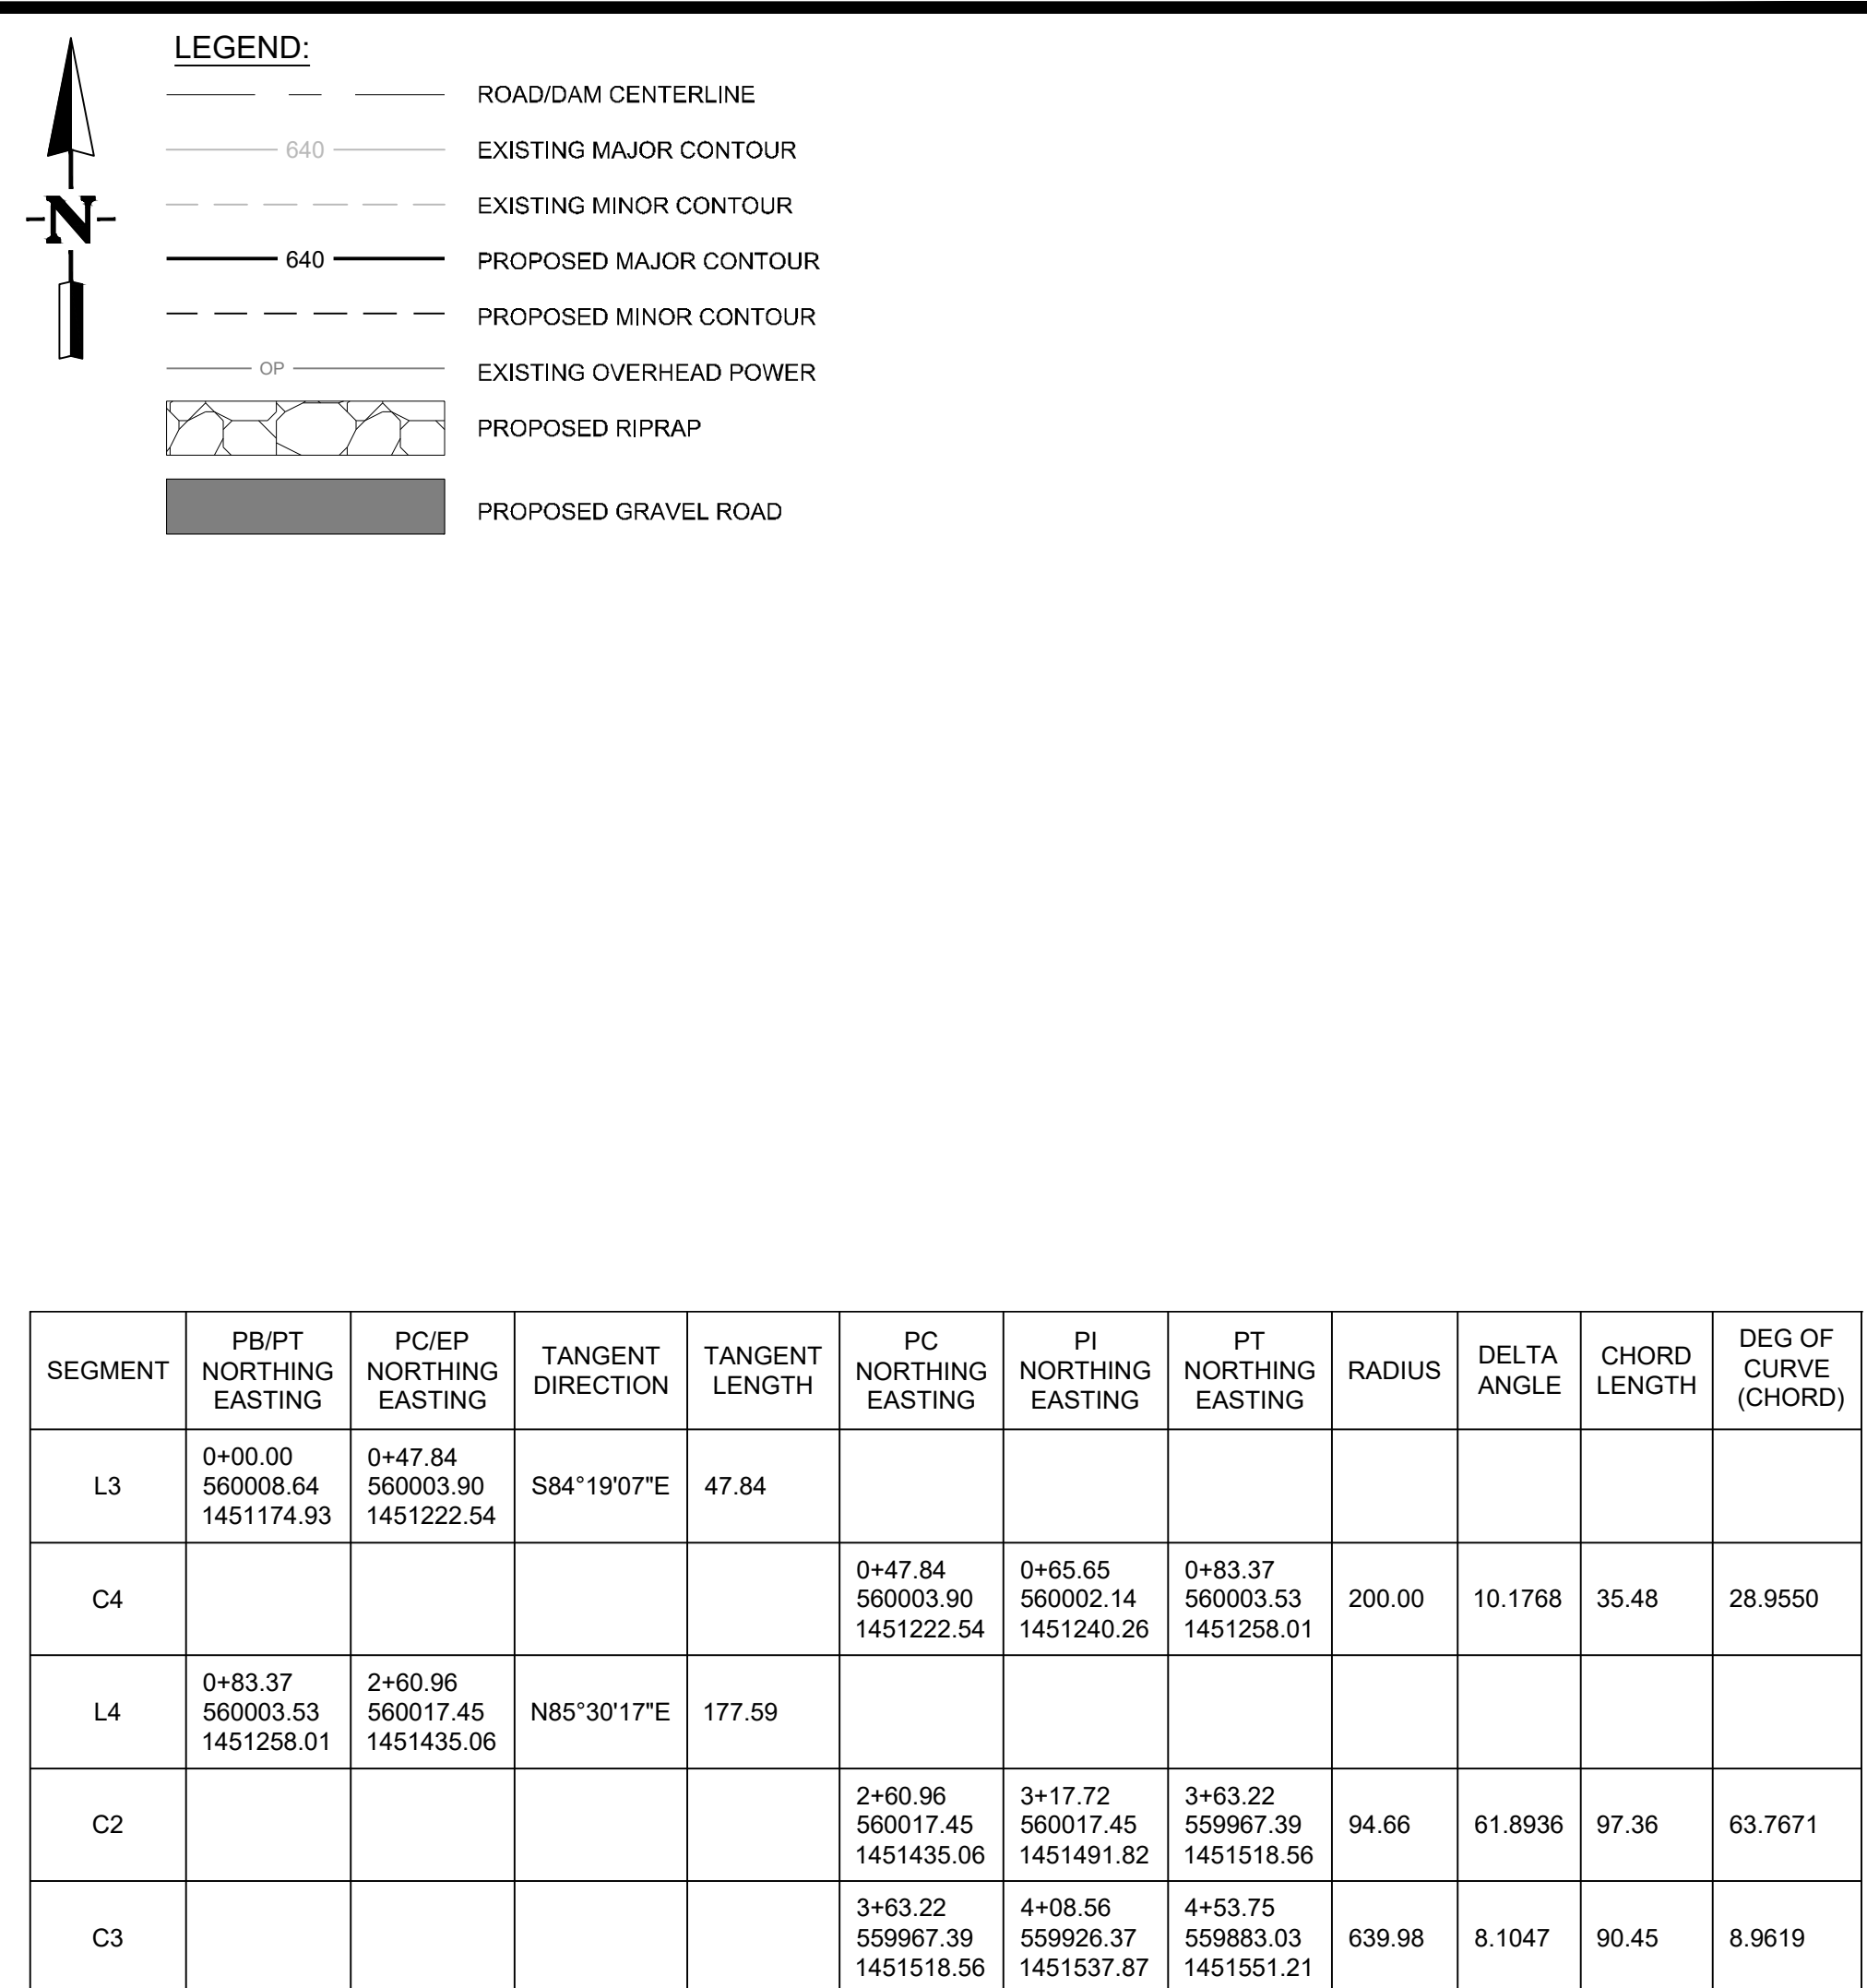 LEGEND:
ROAD/DAM CENTERLINE
640 EXISTING MAJOR CONTOUR
EXISTING MINOR CONTOUR
N
640 PROPOSED MAJOR CONTOUR
PROPOSED MINOR CONTOUR
OP EXISTING OVERHEAD POWER
PROPOSED RIPRAP
PROPOSED GRAVEL ROAD
SEGMENT
PB/PT
NORTHING
EASTING
PC/EP
NORTHING
EASTING
TANGENT
DIRECTION
TANGENT
LENGTH
PC
NORTHING
EASTING
PI
NORTHING
EASTING
PT
NORTHING
EASTING
RADIUS
DELTA
ANGLE
CHORD
LENGTH
DEG OF
CURVE
(CHORD)
L3
0+00.00
560008.64
1451174.93
0+47.84
560003.90
1451222.54
S84°19'07"E
47.84
C4
0+47.84
560003.90
1451222.54
0+65.65
560002.14
1451240.26
0+83.37
560003.53
1451258.01
200.00
10.1768
35.48
28.9550
L4
0+83.37
560003.53
1451258.01
2+60.96
560017.45
1451435.06
N85°30'17"E
177.59
C2
2+60.96
560017.45
1451435.06
3+17.72
560017.45
1451491.82
3+63.22
559967.39
1451518.56
94.66
61.8936
97.36
63.7671
C3
3+63.22
559967.39
1451518.56
4+08.56
559926.37
1451537.87
4+53.75
559883.03
1451551.21
639.98
8.1047
90.45
8.9619